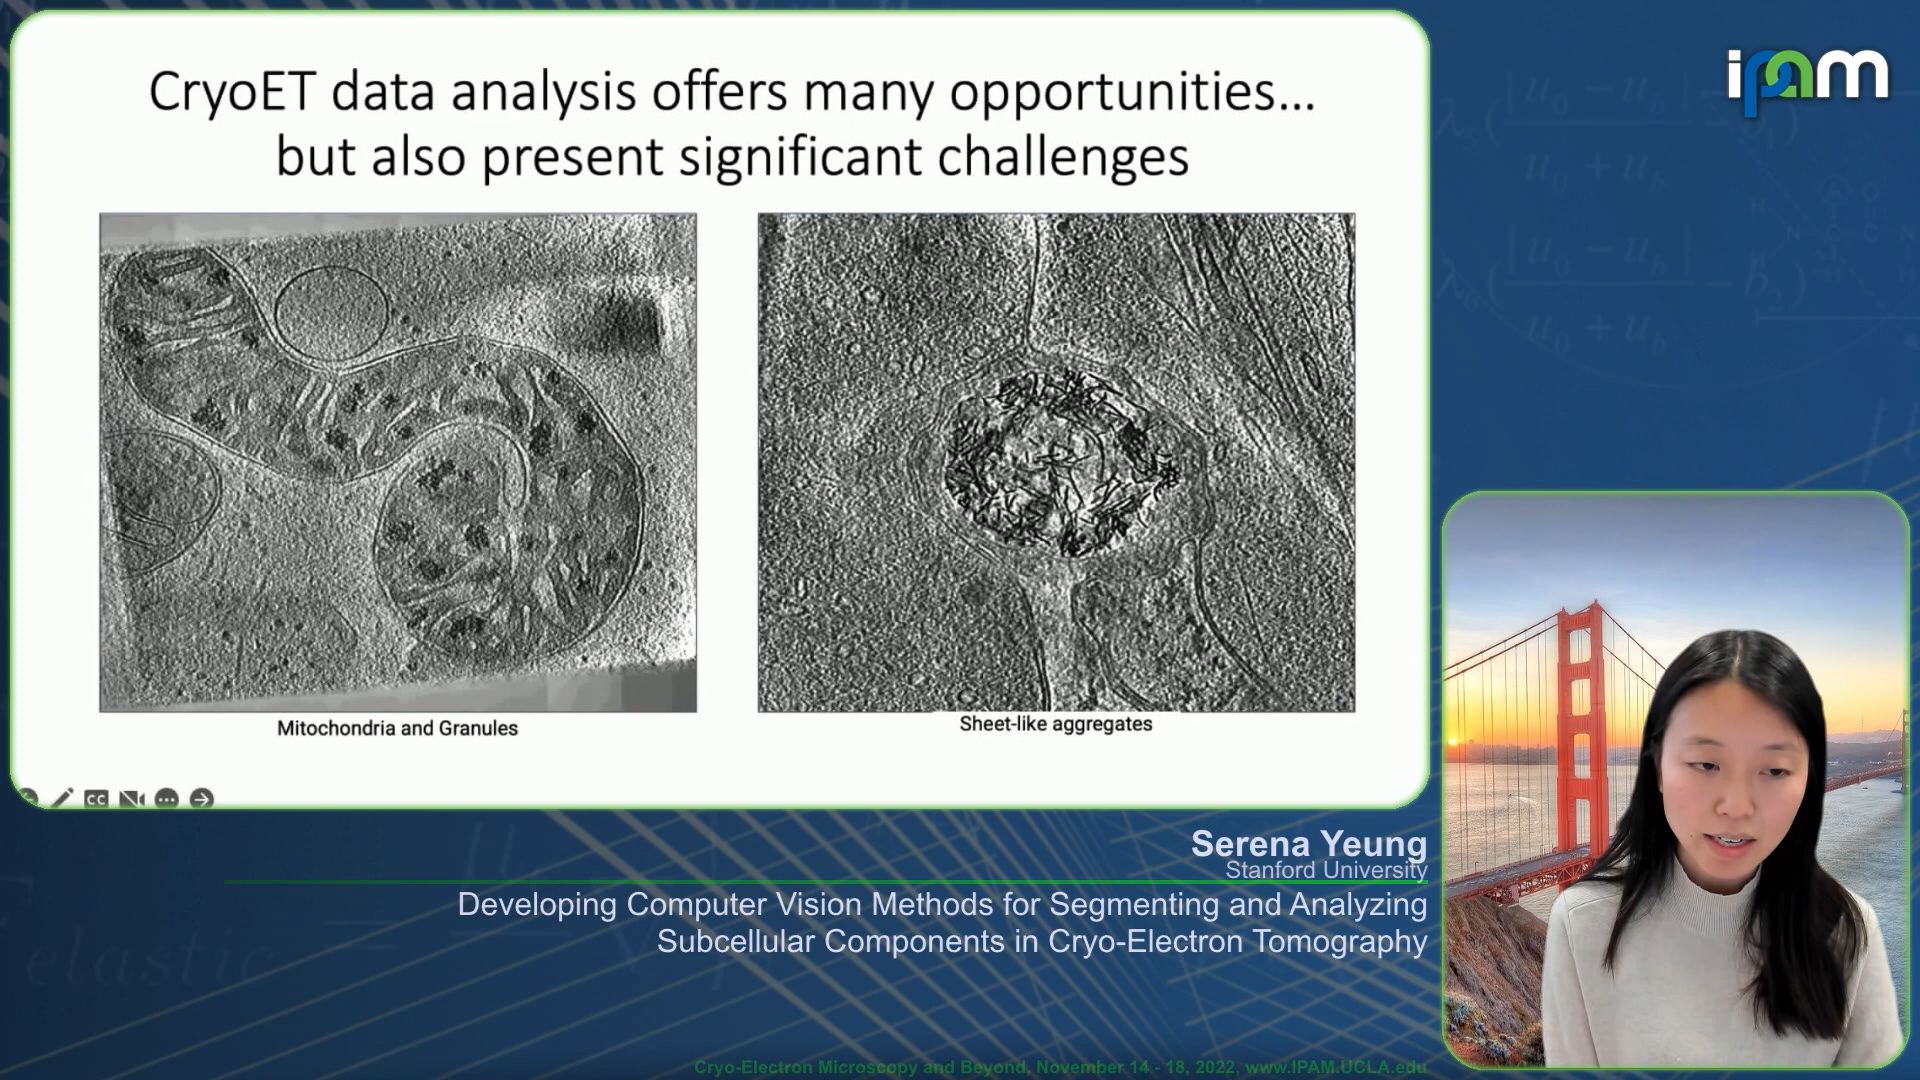 CryoET data analysis offers many opportunities...
but also present significant challenges
Mitochondria and Granules
Sheet-like aggregates
CC
ipam
Serena Yeung
Stanford University
Developing Computer Vision Methods for Segmenting and Analyzing
Subcellular Components in Cryo-Electron Tomography
Cryo-Electron Microscopy and Beyond, November 14 - 18, 2022, www.IPAM.UCLA.edu
elastic